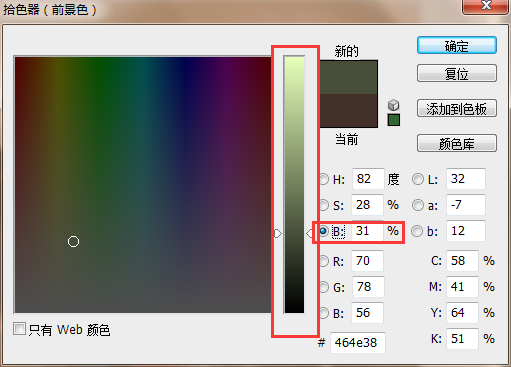 拾色器（前景色）
新的
当前
确定
复位
添加到色板
颜色库
H: 82 度
S: 28 %
B: 31 %
R: 70
G: 78
B: 56
# 464e38
L: 32
a: -7
b: 12
C: 58 %
M: 41 %
Y: 64 %
K: 51 %
只有 Web 颜色